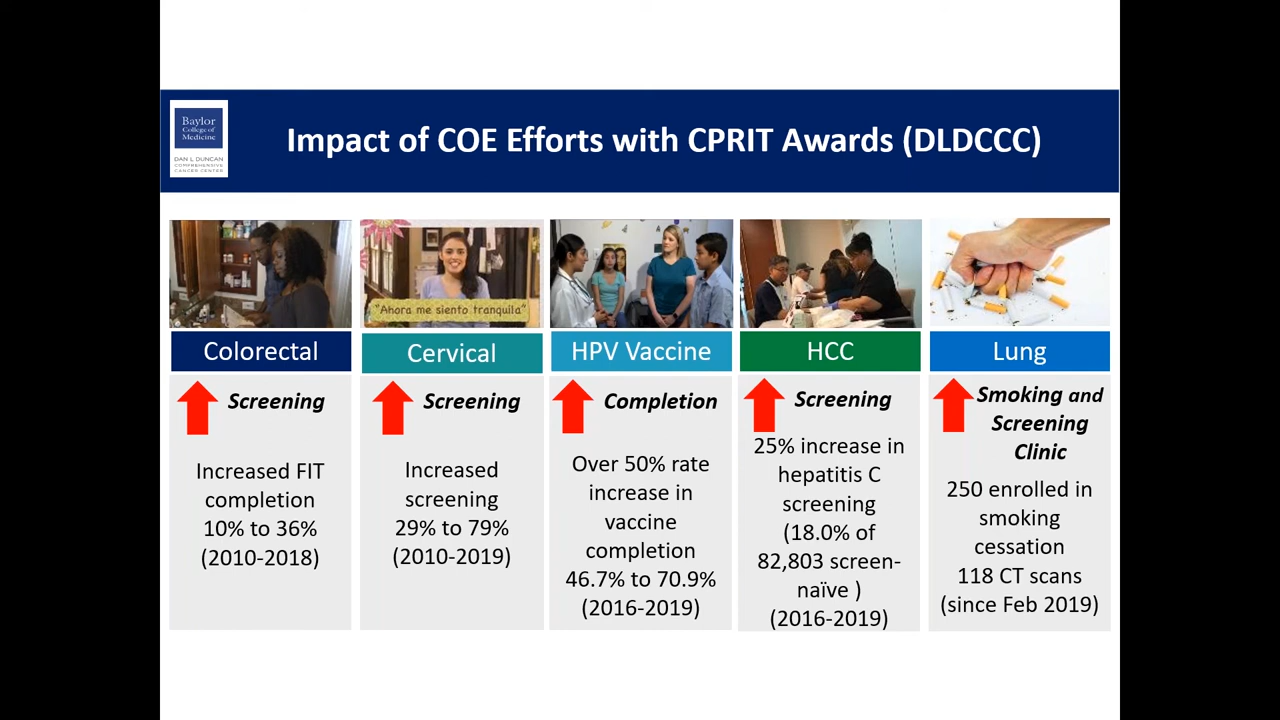 Baylor
College of
Medicine
DAN L DUNCAN
COMPREHENSIVE
CANCER CENTER
Impact of COE Efforts with CPRIT Awards (DLDCCC)
"Ahora me siento tranquila"
Colorectal
Screening
Increased FIT
completion
10% to 36%
(2010-2018)
Cervical
Screening
Increased
screening
29% to 79%
(2010-2019)
HPV Vaccine
Completion
Over 50% rate
increase in
vaccine
completion
46.7% to 70.9%
(2016-2019)
HCC
Screening
25% increase in
hepatitis C
screening
(18.0% of
82,803 screen-
naïve )
(2016-2019)
Lung
Smoking and
Screening
Clinic
250 enrolled in
smoking
cessation
118 CT scans
(since Feb 2019)